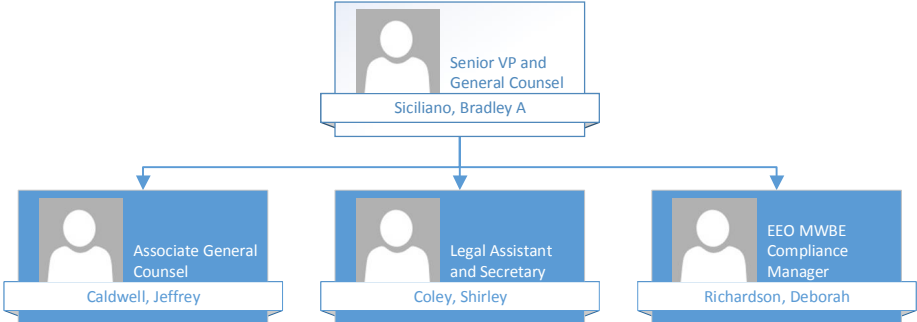 Senior VP and
General Counsel
Siciliano, Bradley A
Associate General
Counsel
Caldwell, Jeffrey
Legal Assistant
and Secretary
Coley, Shirley
EEO MWBE
Compliance
Manager
Richardson, Deborah